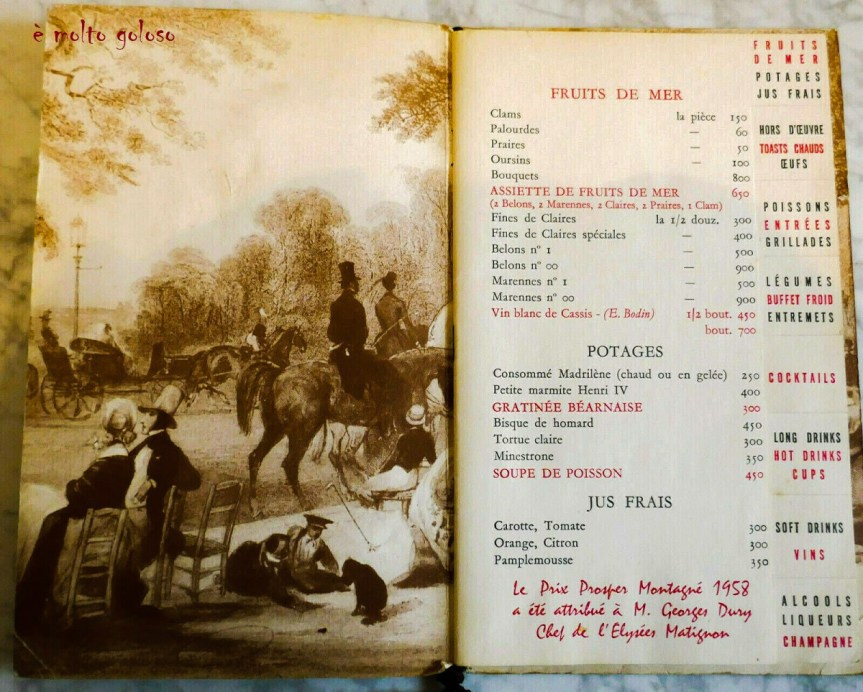 è molto goloso
FRUITS DE MER
Clams la pièce 150
Palourdes — 60
Praires — 50
Oursins — 100
Bouquets 800
ASSIETTE DE FRUITS DE MER 650
(2 Belons, 2 Marennes, 2 Claires, 2 Praires, 1 Clam)
Fines de Claires la 1/2 douz. 300
Fines de Claires spéciales — 400
Belons nº 1 — 500
Belons nº 00 — 900
Marennes nº 1 — 500
Marennes nº 00 — 900
Vin blanc de Cassis - (E. Bodin) 1/2 bout. 450
bout. 700
POTAGES
Consommé Madrilène (chaud ou en gelée) 250
Petite marmite Henri IV 400
GRATINÉE BÉARNAISE 300
Bisque de homard 450
Tortue claire 300
Minestrone 350
SOUPE DE POISSON 450
JUS FRAIS
Carotte, Tomate 300
Orange, Citron 300
Pamplemousse 350
Le Prix Prosper Montagné 1958
a été attribué à M. Georges Dury
Chef de l'Elysées Matignon
FRUITS
DE MER
POTAGES
JUS FRAIS
HORS D'ŒUVRE
TOASTS CHAUDS
ŒUFS
POISSONS
ENTRÉES
GRILLADES
LÉGUMES
BUFFET FROID
ENTREMETS
COCKTAILS
LONG DRINKS
HOT DRINKS
CUPS
SOFT DRINKS
VINS
ALCOOLS
LIQUEURS
CHAMPAGNE